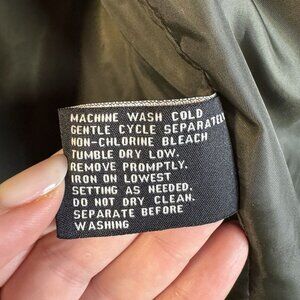 MACHINE WASH COLD
GENTLE CYCLE SEPARATELY
NON-CHLORINE BLEACH
TUMBLE DRY LOW.
REMOVE PROMPTLY.
IRON ON LOWEST
SETTING AS NEEDED.
DO NOT DRY CLEAN.
SEPARATE BEFORE
WASHING